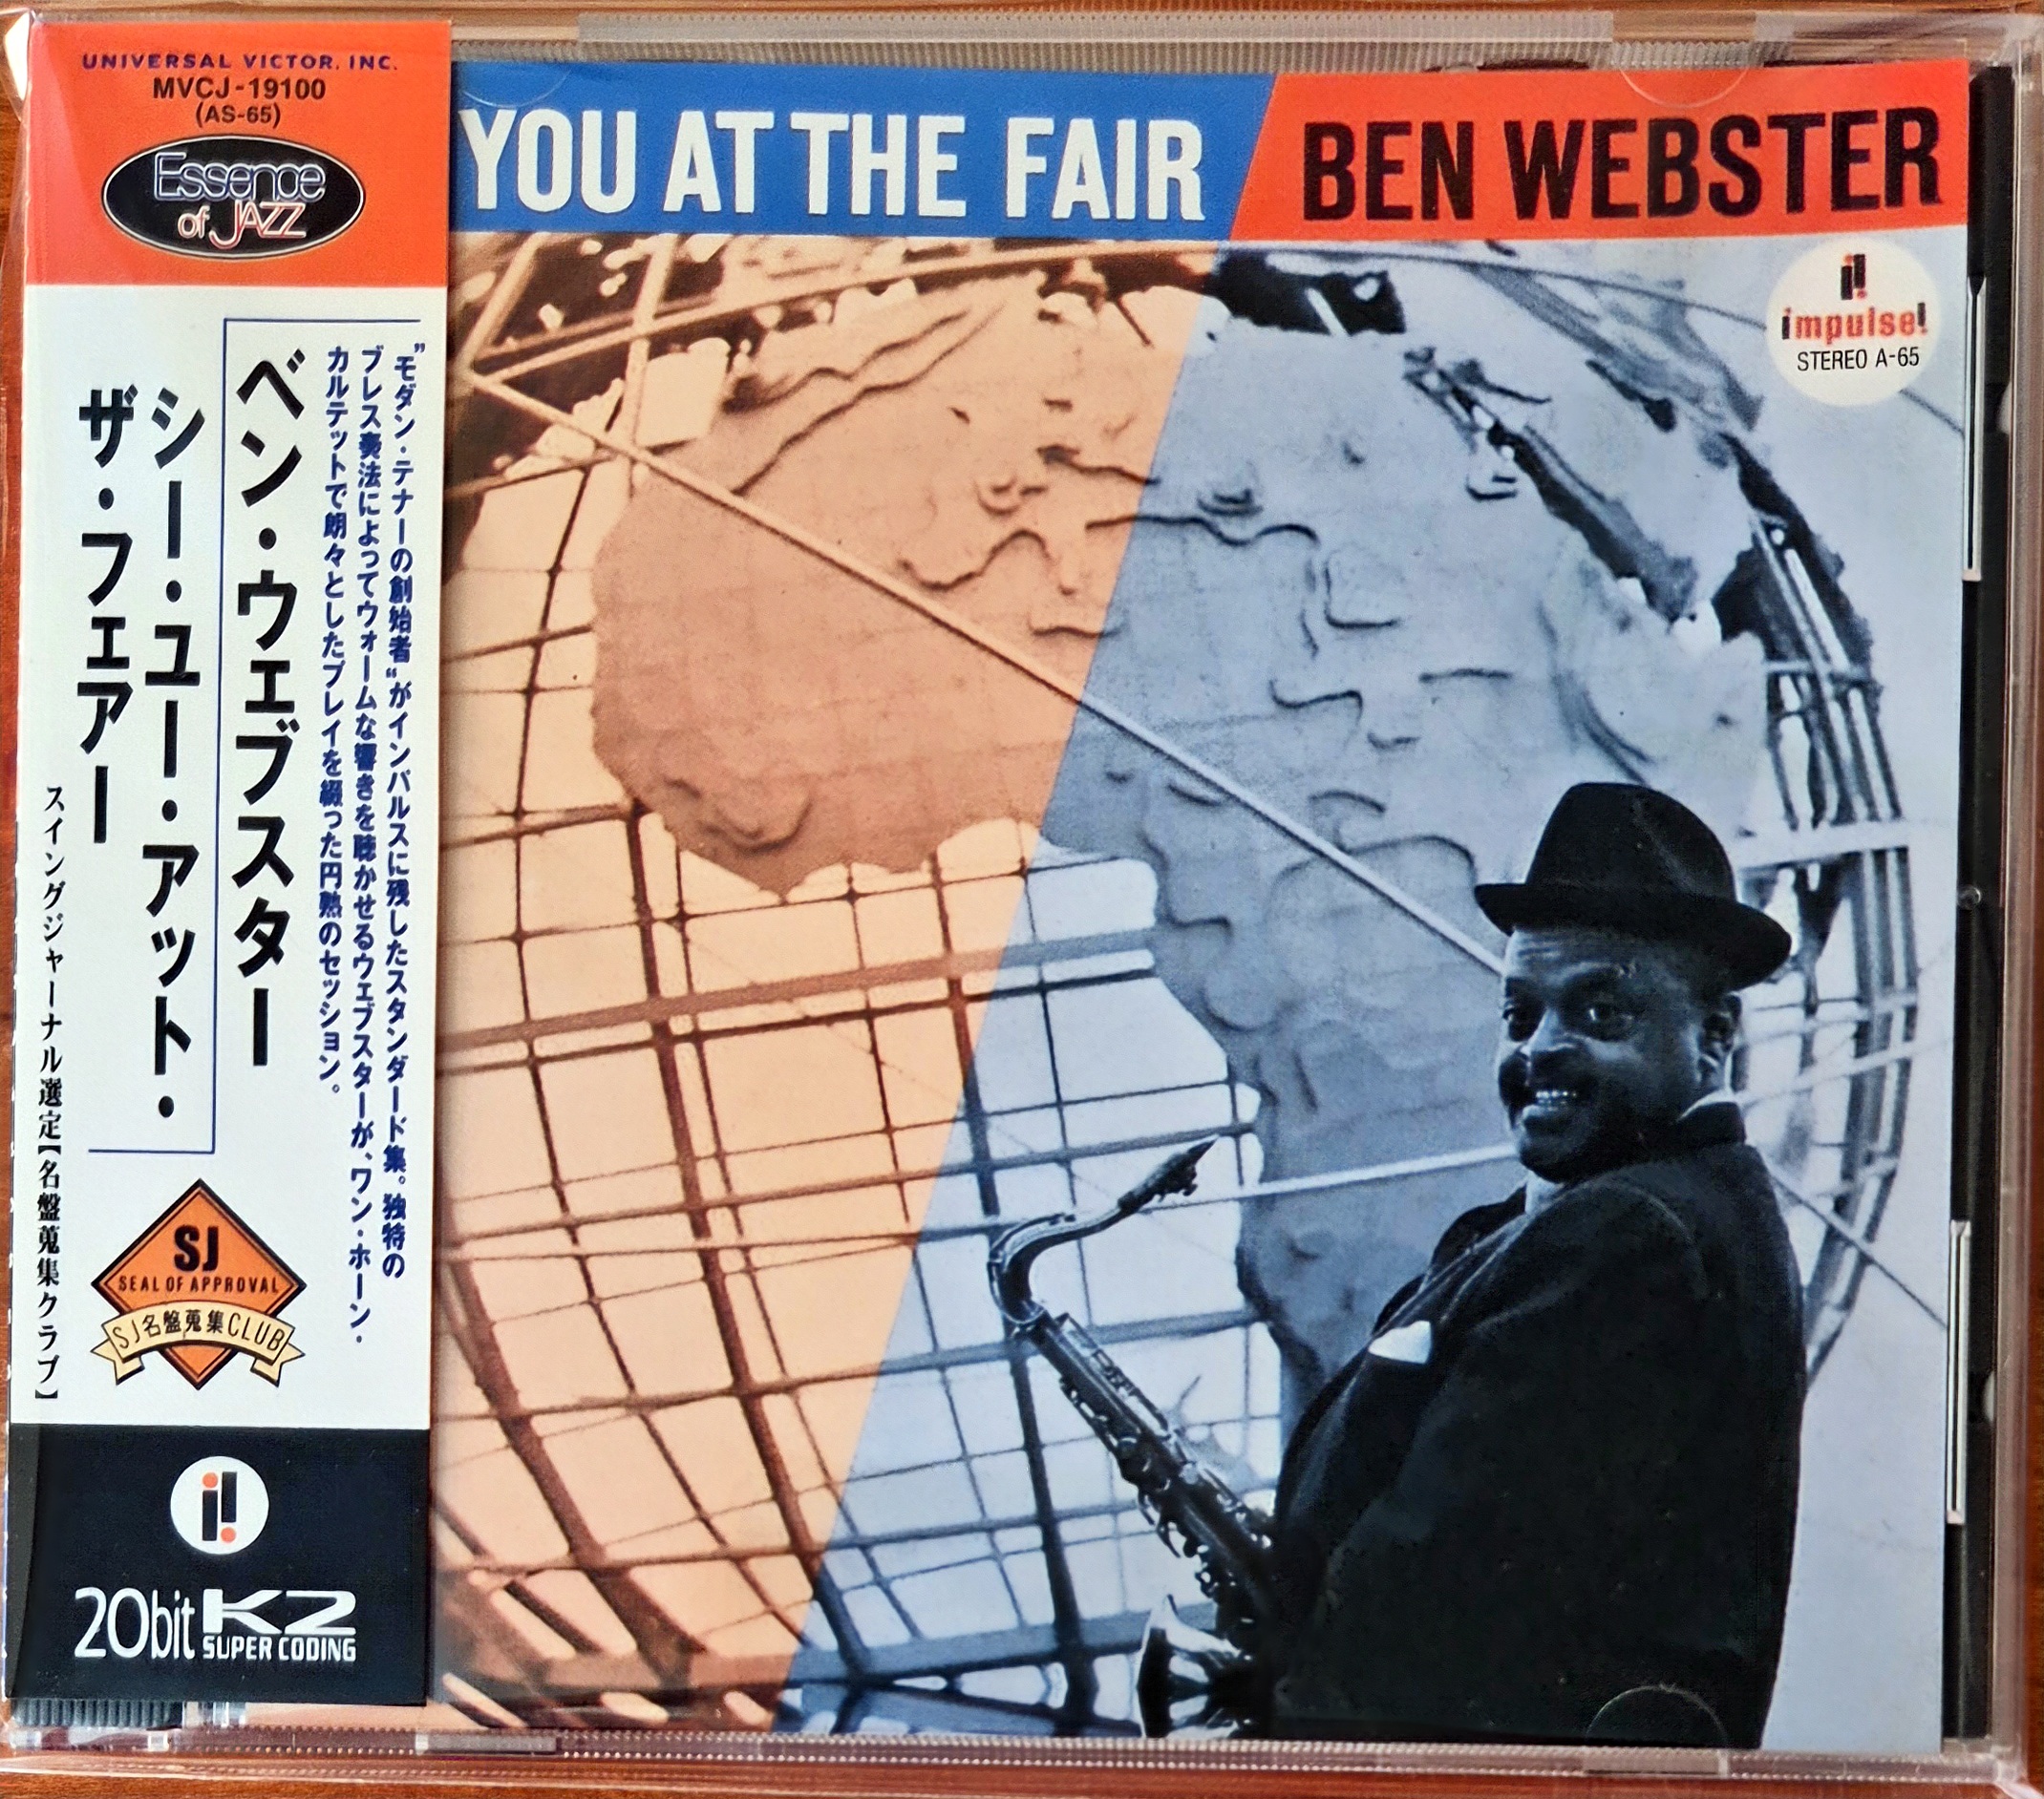 UNIVERSAL VICTOR, INC.
MVCJ-19100
(AS-65)
Essence
of JAZZ
"モダン・テナーの創始者"がインパルスに残したスタンダード集。独特の
ブレス奏法によってウォームな響きを聴かせるウェブスターが、ワン・ホーン・
カルテットで朗々としたプレイを綴った円熟のセッション。
ベン・ウェブスター
シー・ユー・アット・
ザ・フェアー
スイングジャーナル選定【名盤蒐集クラブ】
SJ
SEAL OF APPROVAL
SJ名盤蒐集CLUB
20bit K2
SUPER CODING
YOU AT THE FAIR
BEN WEBSTER
impulse!
STEREO A-65